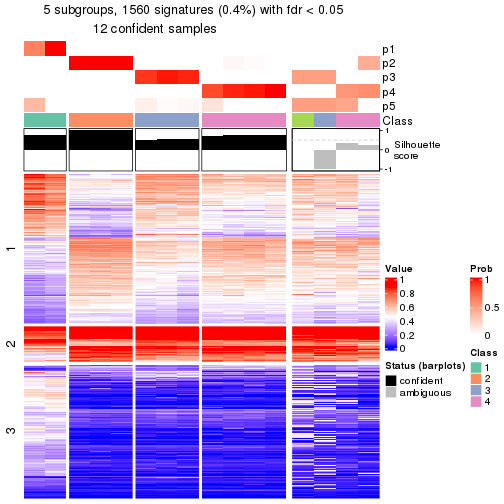 5 subgroups, 1560 signatures (0.4%) with fdr < 0.05
12 confident samples
p1
p2
p3
p4
p5
Class
1
0
-1
Silhouette
score
1
2
3
Value
1
0.8
0.6
0.4
0.2
0
Prob
1
0.5
0
Status (barplots)
confident
ambiguous
Class
1
2
3
4